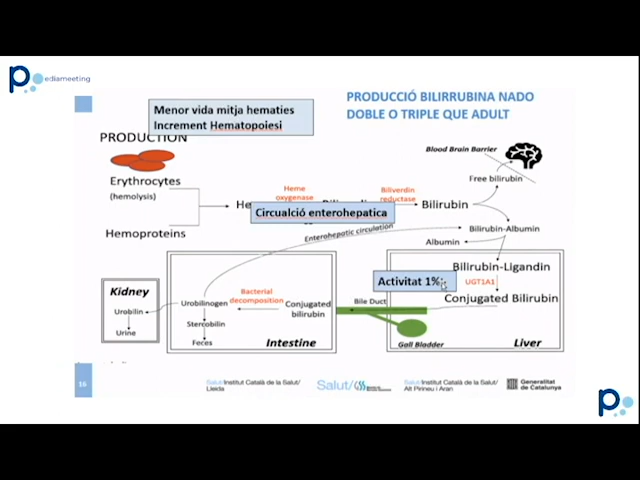 pediameeting
PRODUCCIÓ BILIRRUBINA NADO
DOBLE O TRIPLE QUE ADULT
Menor vida mitja hematies
Increment Hematopoiesi
PRODUCTION
Blood Brain Barrier
Erythrocytes
(hemolysis)
Free bilirubin
Heme
oxygenase
Biliverdin
reductase
Bilirubin
Circualció enterohepatica
Hemoproteins
Enterohepatic circulation
Bilirubin-Albumin
Albumin
Bilirubin-Ligandin
Activitat 1%:
UGT1A1
Conjugated Bilirubin
Kidney
Urobilin
Urine
Urobilinogen
Bacterial
decomposition
Conjugated
bilirubin
Stercobilin
Feces
Intestine
Bile Duct
Gall Bladder
Liver
16
Salut/Institut Català de la Salut/
Lleida
Salut/
Salut/Institut Català de la Salut/
Alt Pirineu i Aran
Generalitat
de Catalunya
p